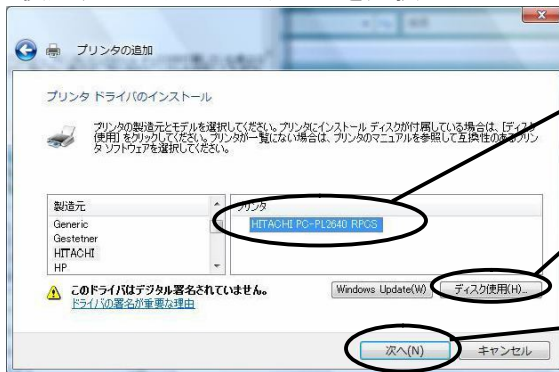 プリンタの追加
プリンタ ドライバのインストール
プリンタの製造元とモデルを選択してください。プリンタにインストール ディスクが付属している場合は、[ディスク
使用] をクリックしてください。プリンタが一覧にない場合は、プリンタのマニュアルを参照して互換性のあるプリン
タ ソフトウェアを選択してください。
製造元
プリンタ
Generic
Gestetner
HITACHI
HP
HITACHI PC-PL2640 RPCS
このドライバはデジタル署名されていません。
ドライバの署名が重要な理由
Windows Update(W)
ディスク使用(H)...
次へ(N)
キャンセル